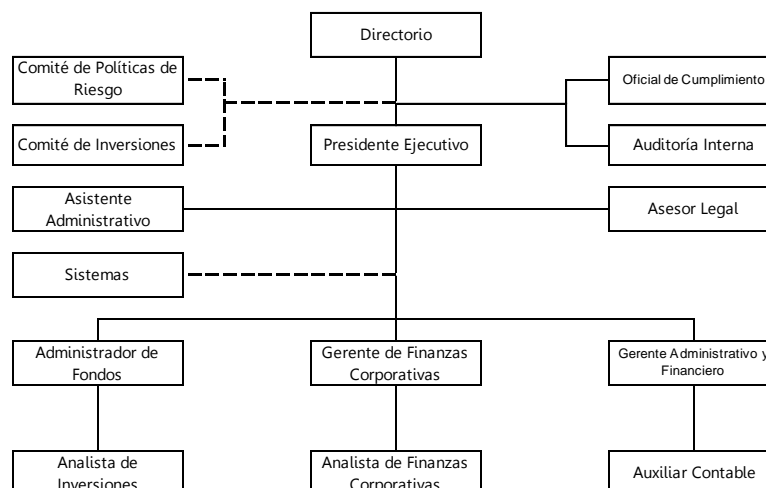 Directorio
Comité de Políticas de
Riesgo
Oficial de Cumplimiento
Comité de Inversiones
Presidente Ejecutivo
Auditoría Interna
Asistente
Administrativo
Asesor Legal
Sistemas
Administrador de
Fondos
Gerente de Finanzas
Corporativas
Gerente Administrativo y
Financiero
Analista de
Inversiones
Analista de Finanzas
Corporativas
Auxiliar Contable